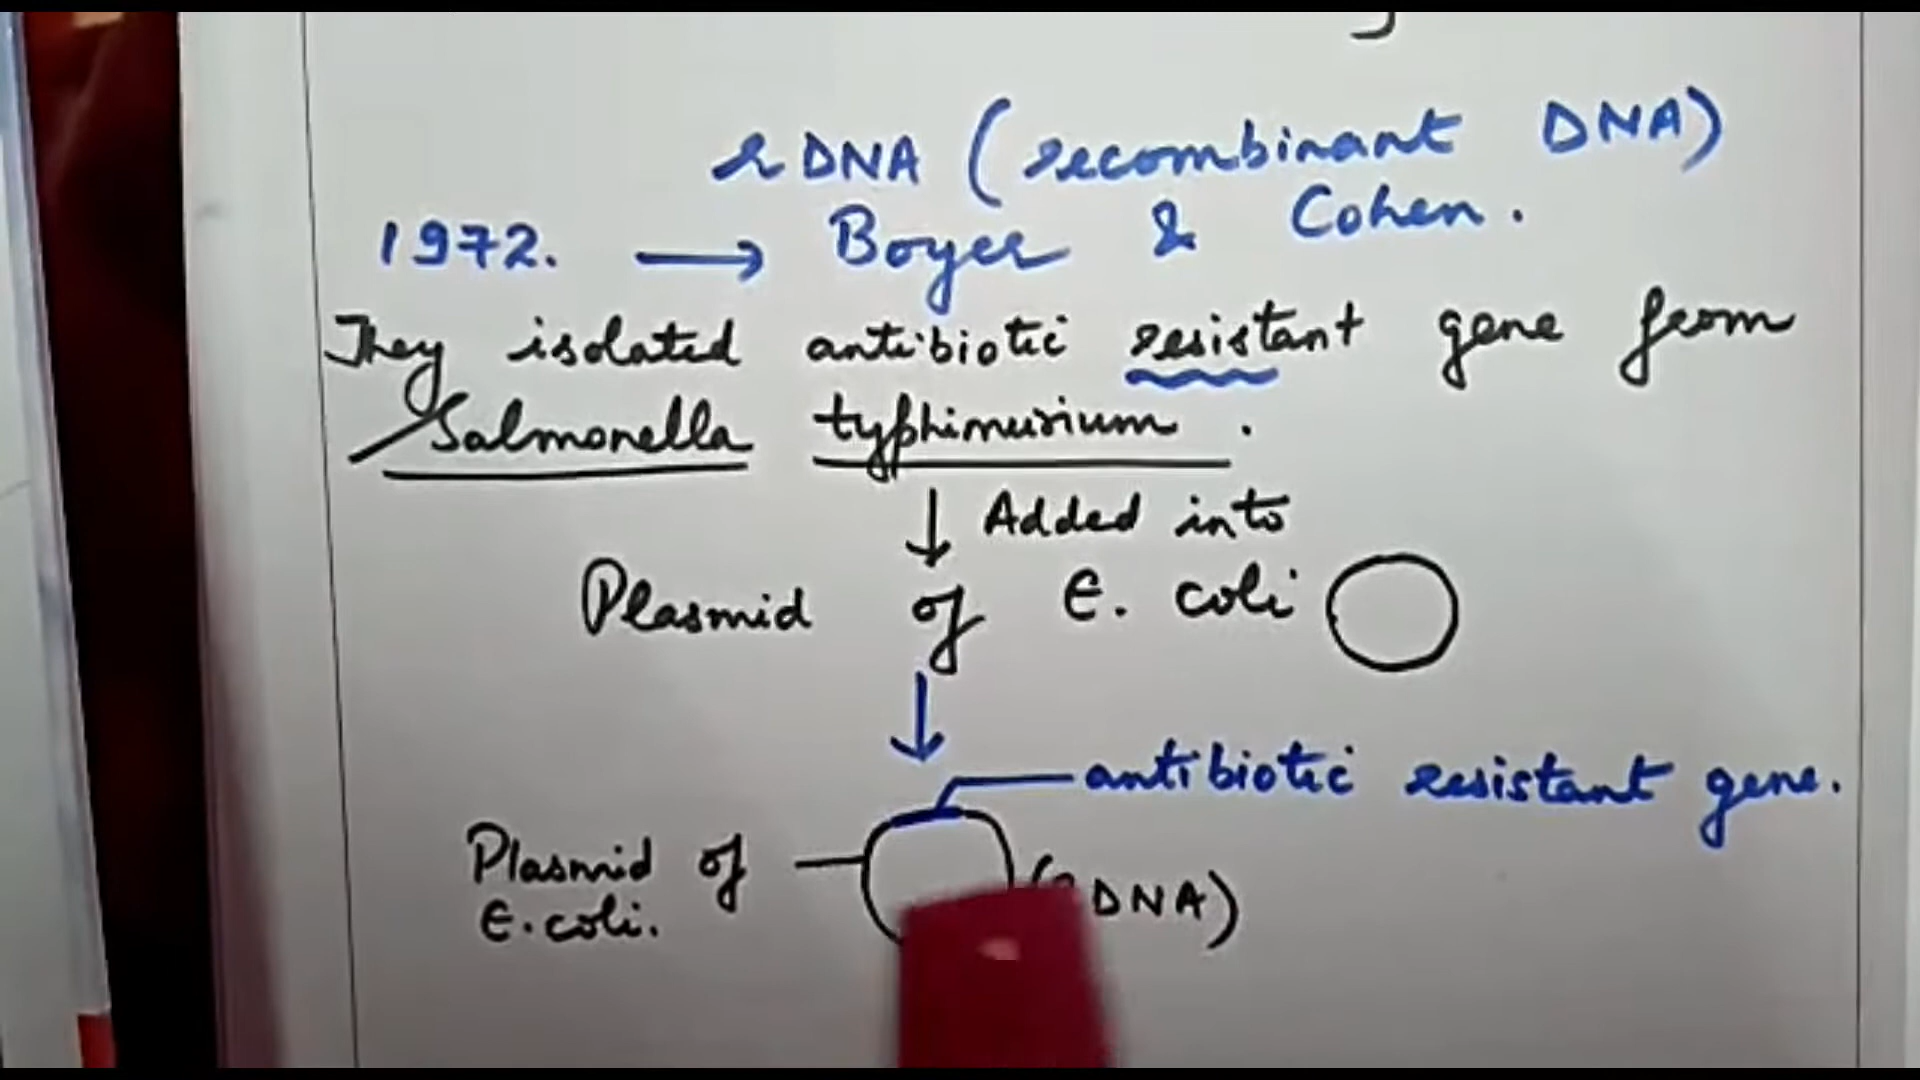 rDNA (recombinant DNA)
1972. → Boyer & Cohen.
They isolated antibiotic resistant gene from
Salmonella typhimurium.
↓ Added into
Plasmid of E. coli
↓
antibiotic resistant gene.
Plasmid of
E. coli.
(rDNA)